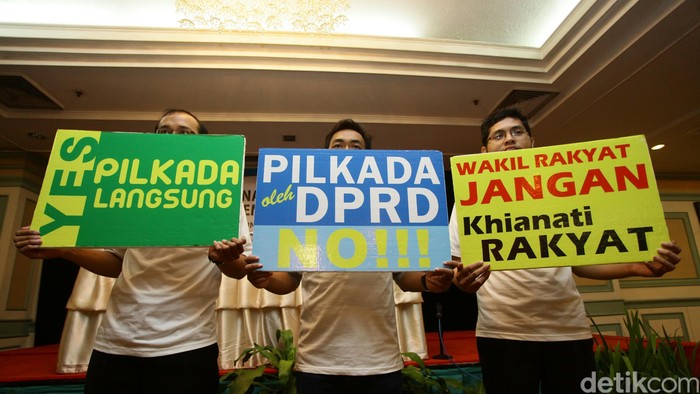 YES
PILKADA
LANGSUNG
PILKADA
oleh DPRD
NO!!!
WAKIL RAKYAT
JANGAN
Khianati
RAKYAT
detikcom